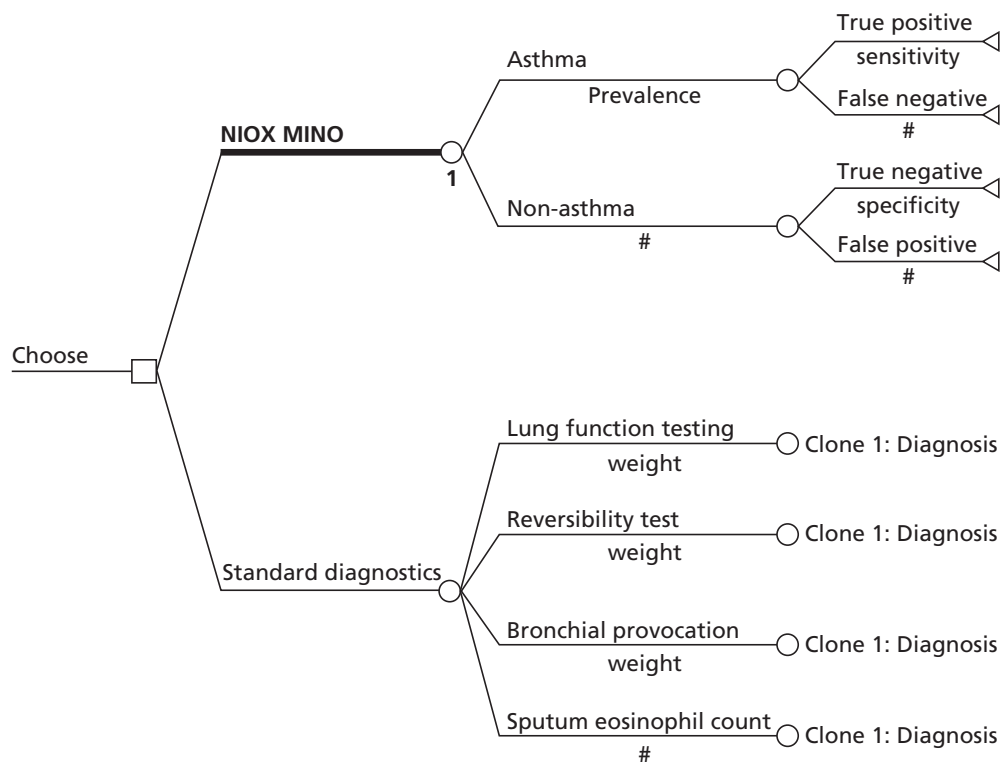 True positive
sensitivity
Asthma
Prevalence
False negative
#
NIOX MINO
1
True negative
specificity
Non-asthma
#
False positive
#
Choose
Lung function testing
weight
Clone 1: Diagnosis
Reversibility test
weight
Clone 1: Diagnosis
Standard diagnostics
Bronchial provocation
weight
Clone 1: Diagnosis
Sputum eosinophil count
#
Clone 1: Diagnosis